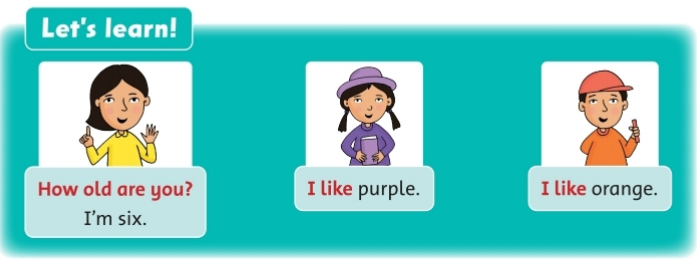 Let's learn!
How old are you?
I'm six.
I like purple.
I like orange.